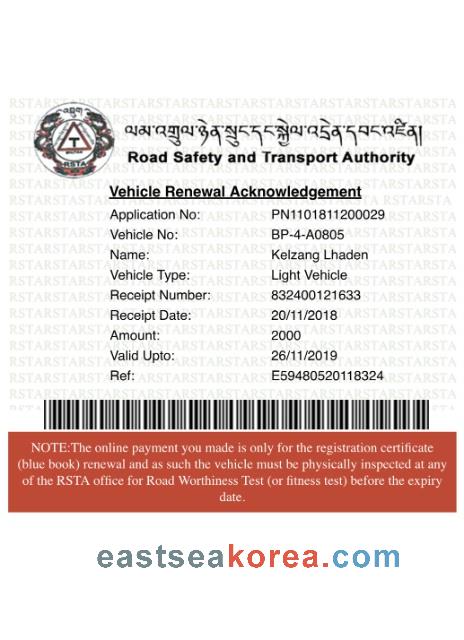 ལམ་འགྲུལ་ཉེན་སྲུང་དང་སྐྱེལ་འདྲེན་དབང་འཛིན།
Road Safety and Transport Authority
RSTA
Vehicle Renewal Acknowledgement
Application No: PN1101811200029
Vehicle No: BP-4-A0805
Name: Kelzang Lhaden
Vehicle Type: Light Vehicle
Receipt Number: 832400121633
Receipt Date: 20/11/2018
Amount: 2000
Valid Upto: 26/11/2019
Ref: E59480520118324
NOTE:The online payment you made is only for the registration certificate
(blue book) renewal and as such the vehicle must be physically inspected at any
of the RSTA office for Road Worthiness Test (or fitness test) before the expiry
date.
eastseakorea.com